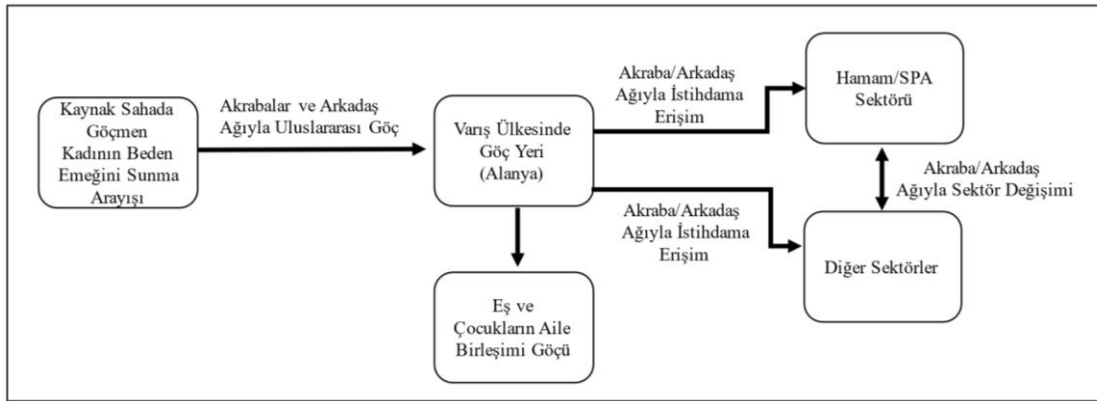 Kaynak Sahada
Göçmen
Kadının Beden
Emeğini Sunma
Arayışı
Akrabalar ve Arkadaş
Ağıyla Uluslararası Göç
Varış Ülkesinde
Göç Yeri
(Alanya)
Eş ve
Çocukların Aile
Birleşimi Göçü
Akraba/Arkadaş
Ağıyla İstihdama
Erişim
Akraba/Arkadaş
Ağıyla İstihdama
Erişim
Hamam/SPA
Sektörü
Akraba/Arkadaş
Ağıyla Sektör Değişimi
Diğer Sektörler